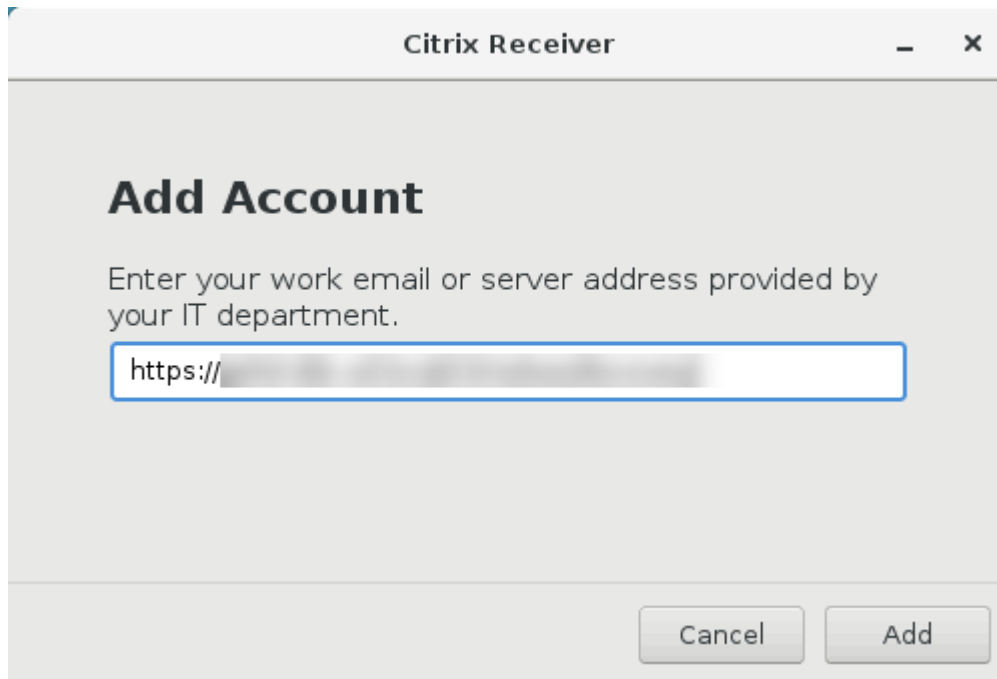 Citrix Receiver
Add Account
Enter your work email or server address provided by
your IT department.
https://
Cancel Add